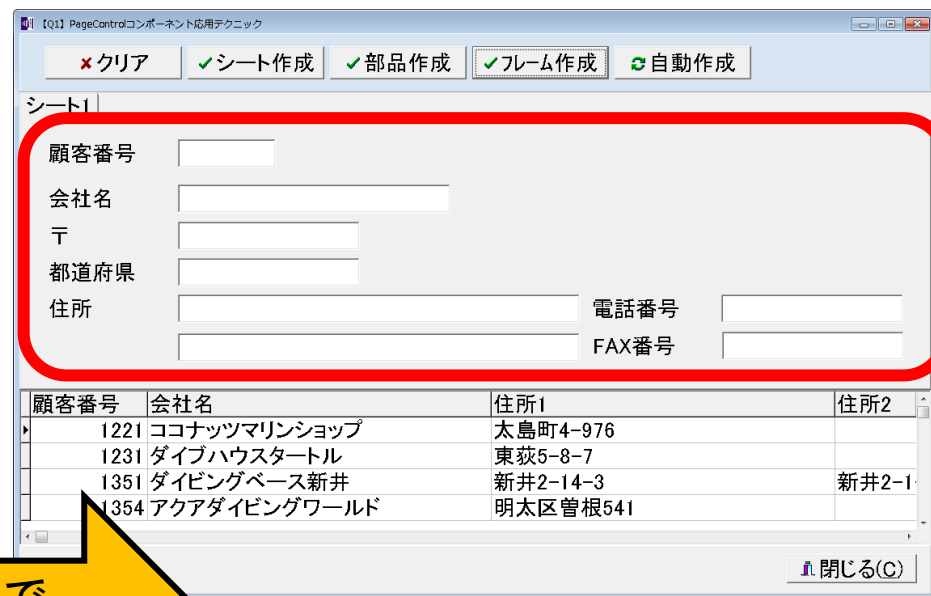 【Q1】PageControlコンポーネント応用テクニック
クリア シート作成 部品作成 フレーム作成 自動作成
シート1
顧客番号
会社名
〒
都道府県
住所 電話番号
FAX番号
顧客番号 会社名 住所1 住所2
1221 ココナッツマリンショップ 太島町4-976
1231 ダイブハウスタートル 東荻5-8-7
1351 ダイビングベース新井 新井2-14-3 新井2-1
1354 アクアダイビングワールド 明太区曽根541
閉じる(C)
で